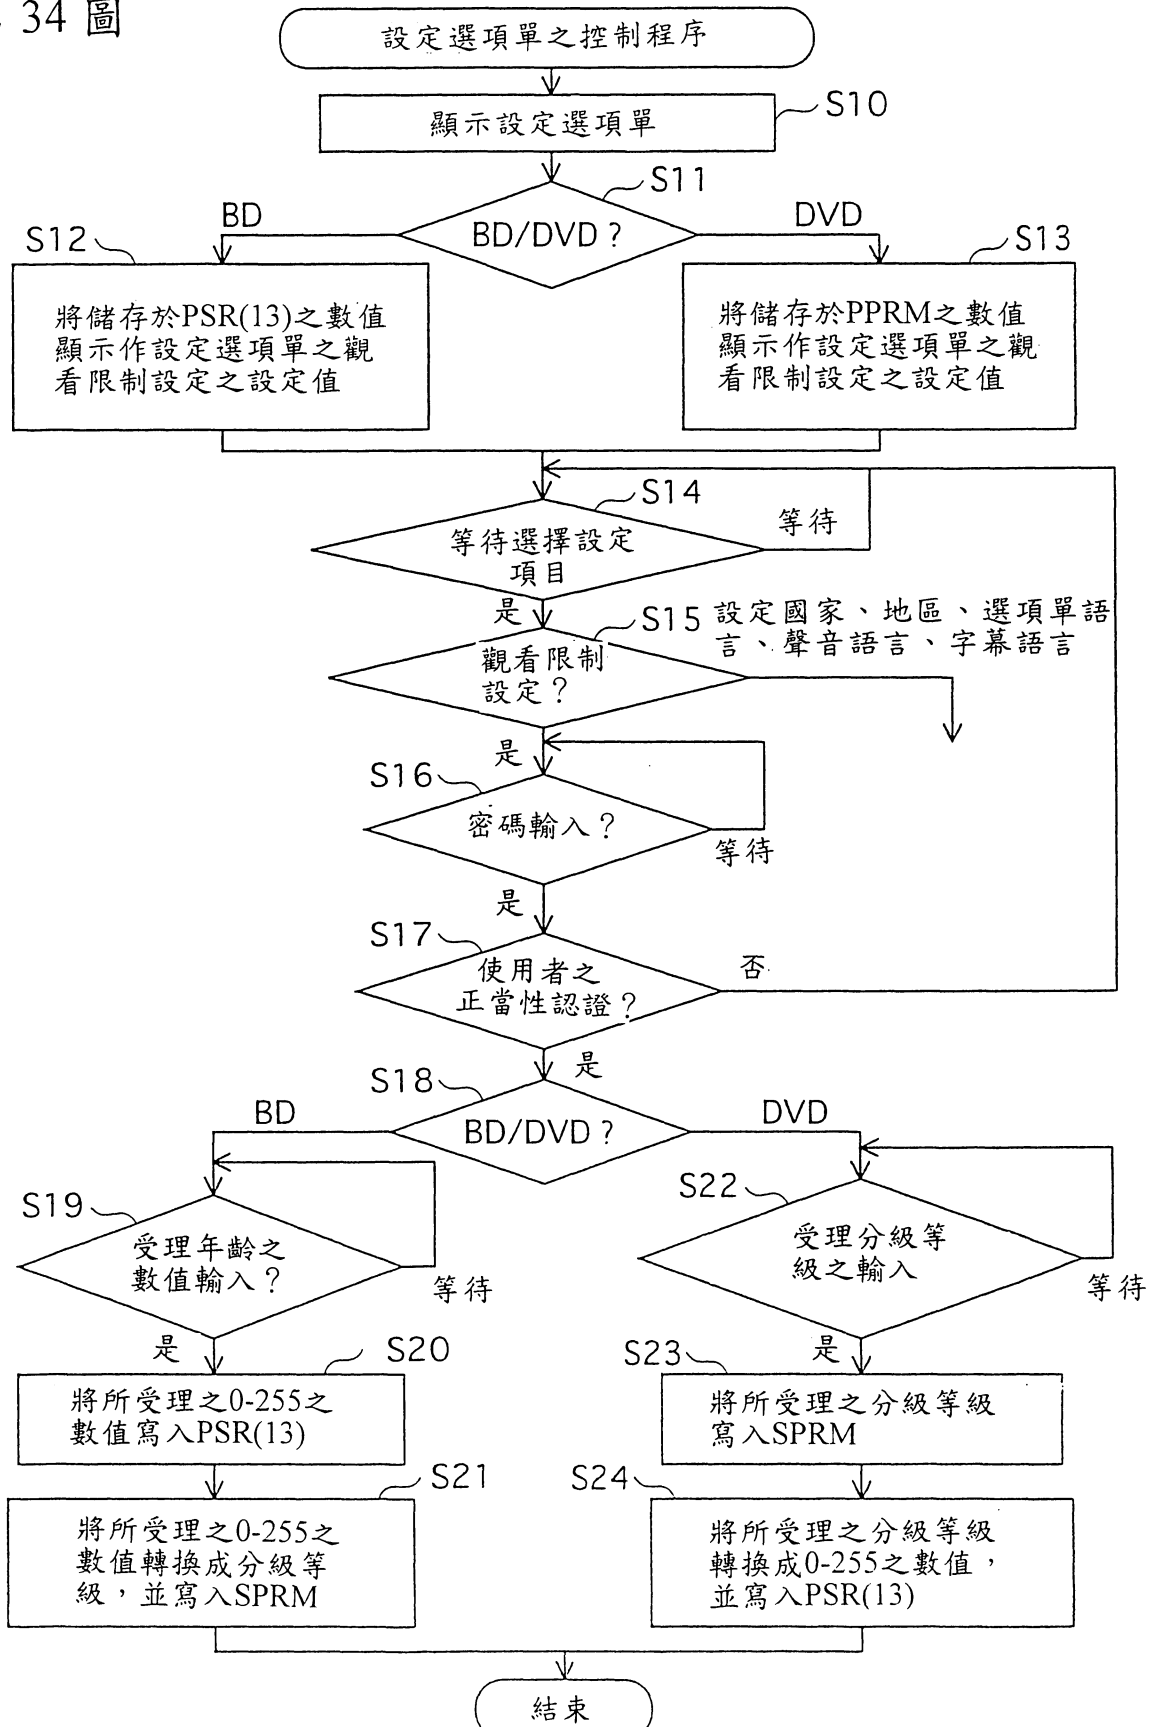 34 圖
設定選項單之控制程序
顯示設定選項單
S10
S11
BD/DVD？
BD
DVD
S12
將儲存於PSR(13)之數值
顯示作設定選項單之觀
看限制設定之設定值
S13
將儲存於PPRM之數值
顯示作設定選項單之觀
看限制設定之設定值
S14
等待選擇設定
項目
等待
是
S15
設定國家、地區、選項單語
言、聲音語言、字幕語言
觀看限制
設定？
是
S16
密碼輸入？
等待
是
S17
使用者之
正當性認證？
否
是
S18
BD/DVD？
BD
DVD
S19
受理年齡之
數值輸入？
等待
是
S20
將所受理之0-255之
數值寫入PSR(13)
S21
將所受理之0-255之
數值轉換成分級等
級，並寫入SPRM
S22
受理分級等
級之輸入
等待
是
S23
將所受理之分級等級
寫入SPRM
S24
將所受理之分級等級
轉換成0-255之數值，
並寫入PSR(13)
結束